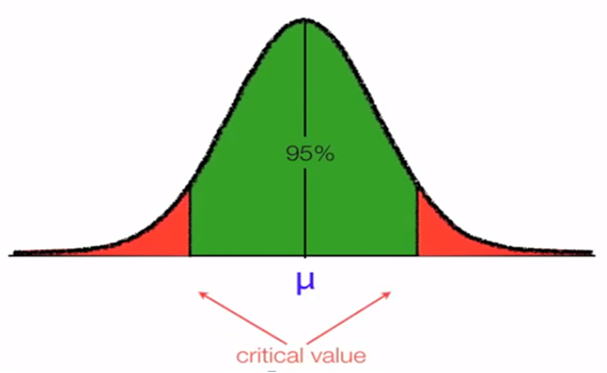 95%
μ
critical value